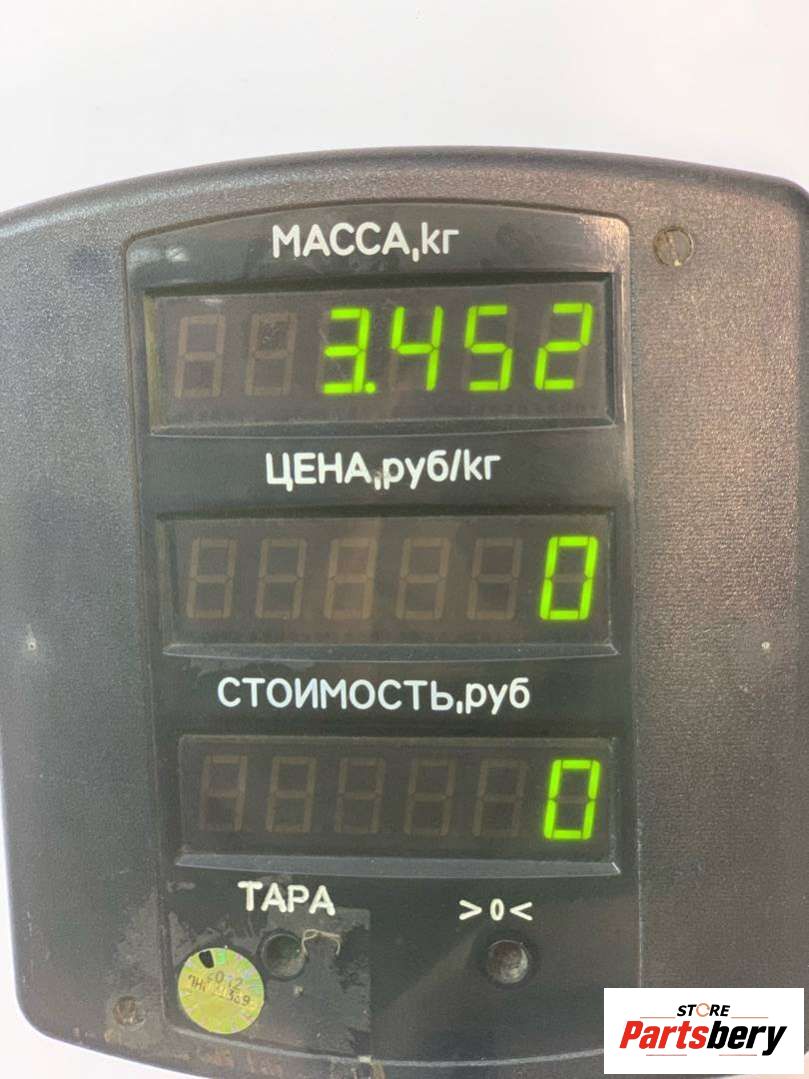 МАССА,кг
3.452
ЦЕНА,руб/кг
0
СТОИМОСТЬ,руб
0
ТАРА >0<
STORE
Partsbery